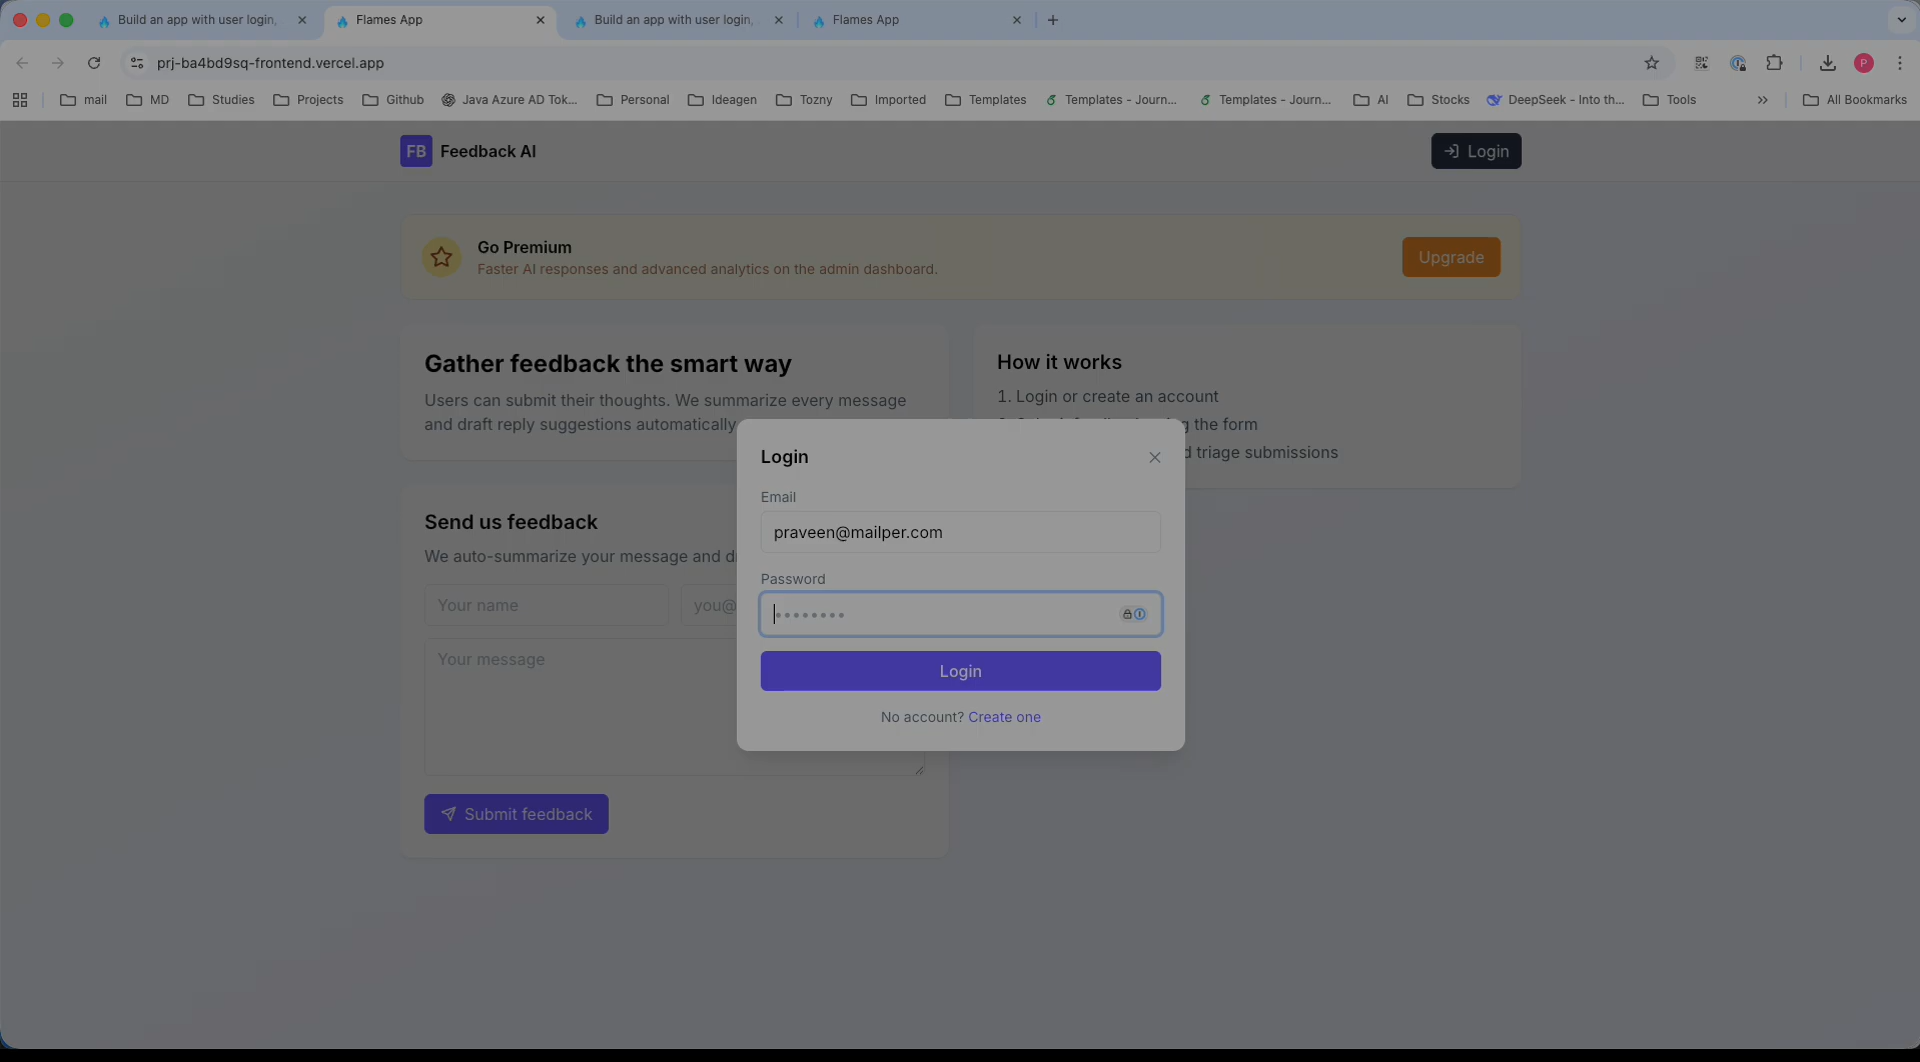 Build an app with user login,
Flames App
Build an app with user login,
Flames App
prj-ba4bd9sq-frontend.vercel.app
P
mail
MD
Studies
Projects
Github
Java Azure AD Tok...
Personal
Ideagen
Tozny
Imported
Templates
Templates - Journ...
Templates - Journ...
AI
Stocks
DeepSeek - Into th...
Tools
All Bookmarks
FB Feedback AI
Login
Go Premium
Faster AI responses and advanced analytics on the admin dashboard.
Upgrade
Gather feedback the smart way
Users can submit their thoughts. We summarize every message
and draft reply suggestions automatically
How it works
1. Login or create an account
g the form
d triage submissions
Send us feedback
We auto-summarize your message and d
Your name
you@
Your message
Submit feedback
Login
Email
praveen@mailper.com
Password
Login
No account? Create one